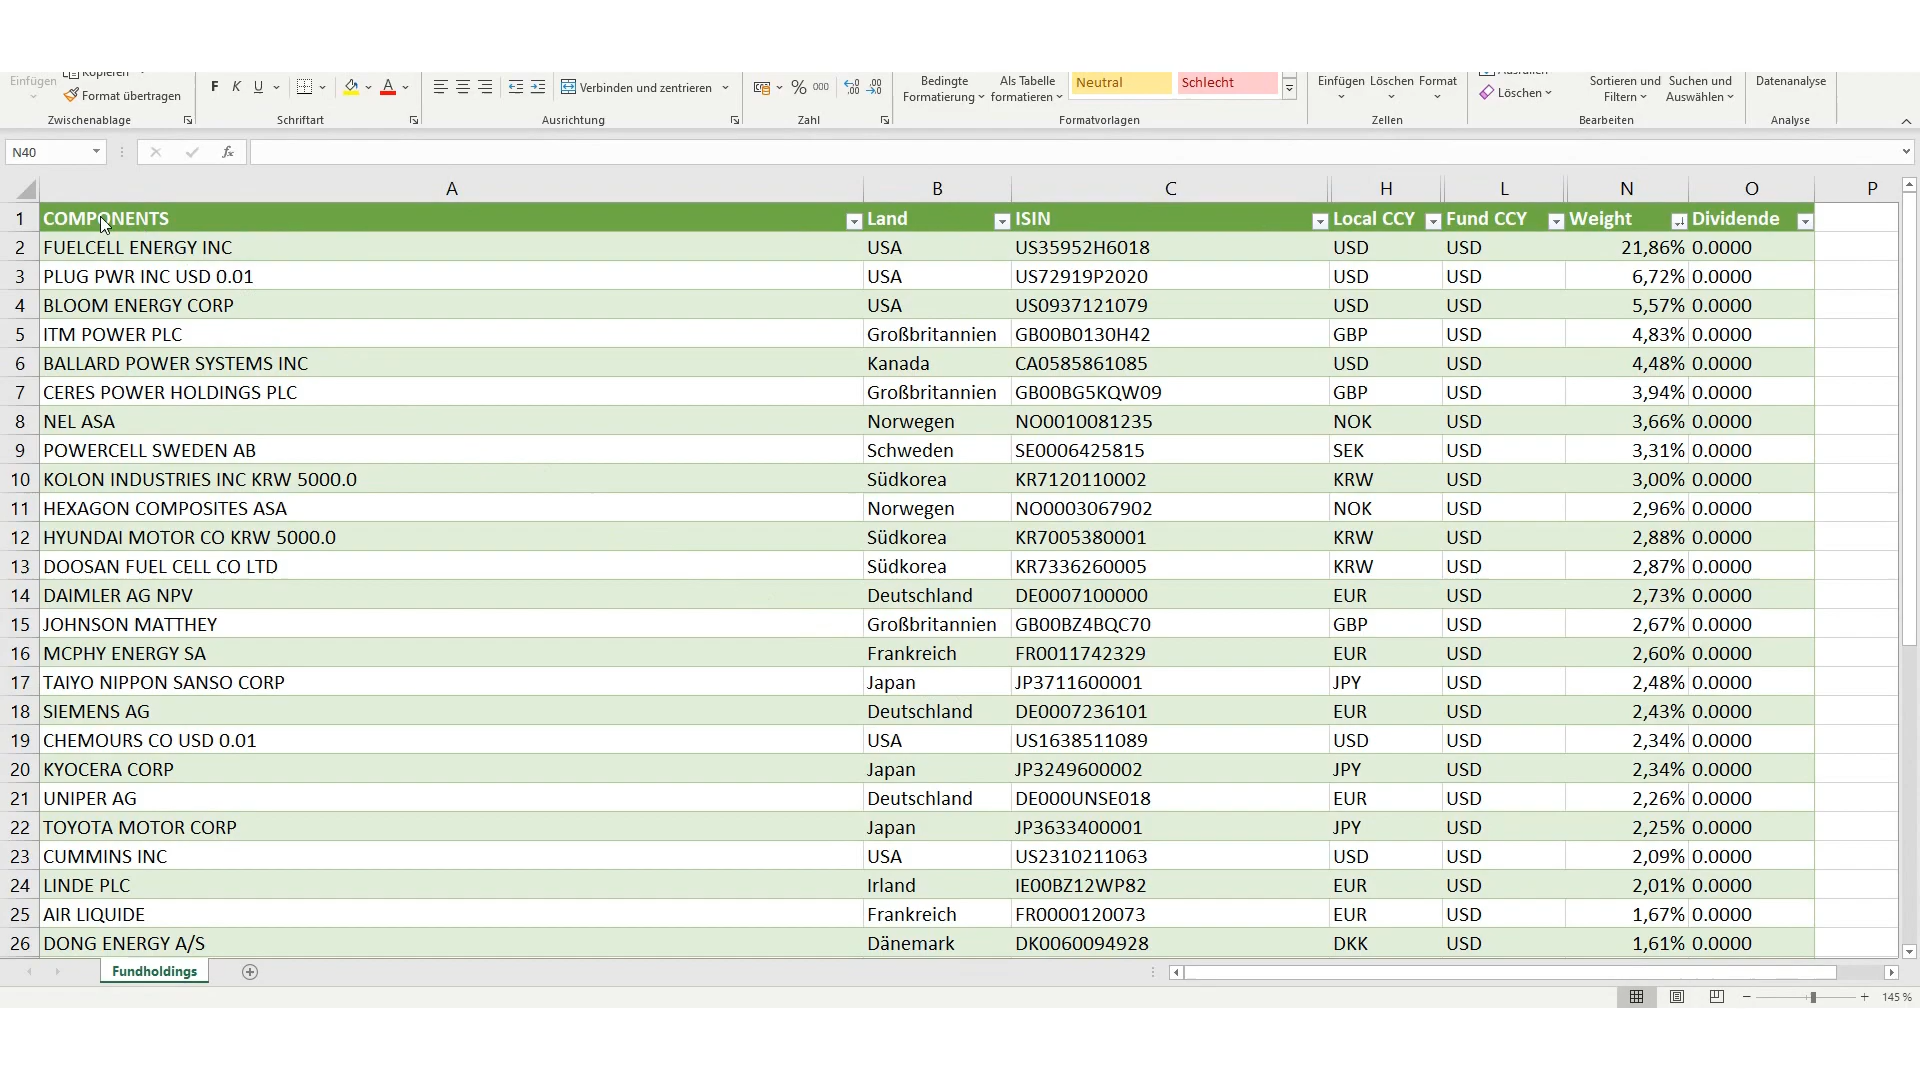 Einfügen Kopieren
Format übertragen
F K U A
Verbinden und zentrieren
% 000
Bedingte Formatierung
Als Tabelle formatieren
Neutral Schlecht
Einfügen Löschen Format
Ausfüllen
Löschen
Sortieren und Filtern
Suchen und Auswählen
Datenanalyse
Zwischenablage Schriftart Ausrichtung Zahl Formatvorlagen Zellen Bearbeiten Analyse
N40 fx
A B C H L N O P
1 COMPONENTS Land ISIN Local CCY Fund CCY Weight Dividende
2 FUELCELL ENERGY INC USA US35952H6018 USD USD 21,86% 0.0000
3 PLUG PWR INC USD 0.01 USA US72919P2020 USD USD 6,72% 0.0000
4 BLOOM ENERGY CORP USA US0937121079 USD USD 5,57% 0.0000
5 ITM POWER PLC Großbritannien GB00B0130H42 GBP USD 4,83% 0.0000
6 BALLARD POWER SYSTEMS INC Kanada CA0585861085 USD USD 4,48% 0.0000
7 CERES POWER HOLDINGS PLC Großbritannien GB00BG5KQW09 GBP USD 3,94% 0.0000
8 NEL ASA Norwegen NO0010081235 NOK USD 3,66% 0.0000
9 POWERCELL SWEDEN AB Schweden SE0006425815 SEK USD 3,31% 0.0000
10 KOLON INDUSTRIES INC KRW 5000.0 Südkorea KR7120110002 KRW USD 3,00% 0.0000
11 HEXAGON COMPOSITES ASA Norwegen NO0003067902 NOK USD 2,96% 0.0000
12 HYUNDAI MOTOR CO KRW 5000.0 Südkorea KR7005380001 KRW USD 2,88% 0.0000
13 DOOSAN FUEL CELL CO LTD Südkorea KR7336260005 KRW USD 2,87% 0.0000
14 DAIMLER AG NPV Deutschland DE0007100000 EUR USD 2,73% 0.0000
15 JOHNSON MATTHEY Großbritannien GB00BZ4BQC70 GBP USD 2,67% 0.0000
16 MCPHY ENERGY SA Frankreich FR0011742329 EUR USD 2,60% 0.0000
17 TAIYO NIPPON SANSO CORP Japan JP3711600001 JPY USD 2,48% 0.0000
18 SIEMENS AG Deutschland DE0007236101 EUR USD 2,43% 0.0000
19 CHEMOURS CO USD 0.01 USA US1638511089 USD USD 2,34% 0.0000
20 KYOCERA CORP Japan JP3249600002 JPY USD 2,34% 0.0000
21 UNIPER AG Deutschland DE000UNSE018 EUR USD 2,26% 0.0000
22 TOYOTA MOTOR CORP Japan JP3633400001 JPY USD 2,25% 0.0000
23 CUMMINS INC USA US2310211063 USD USD 2,09% 0.0000
24 LINDE PLC Irland IE00BZ12WP82 EUR USD 2,01% 0.0000
25 AIR LIQUIDE Frankreich FR0000120073 EUR USD 1,67% 0.0000
26 DONG ENERGY A/S Dänemark DK0060094928 DKK USD 1,61% 0.0000
Fundholdings
145 %